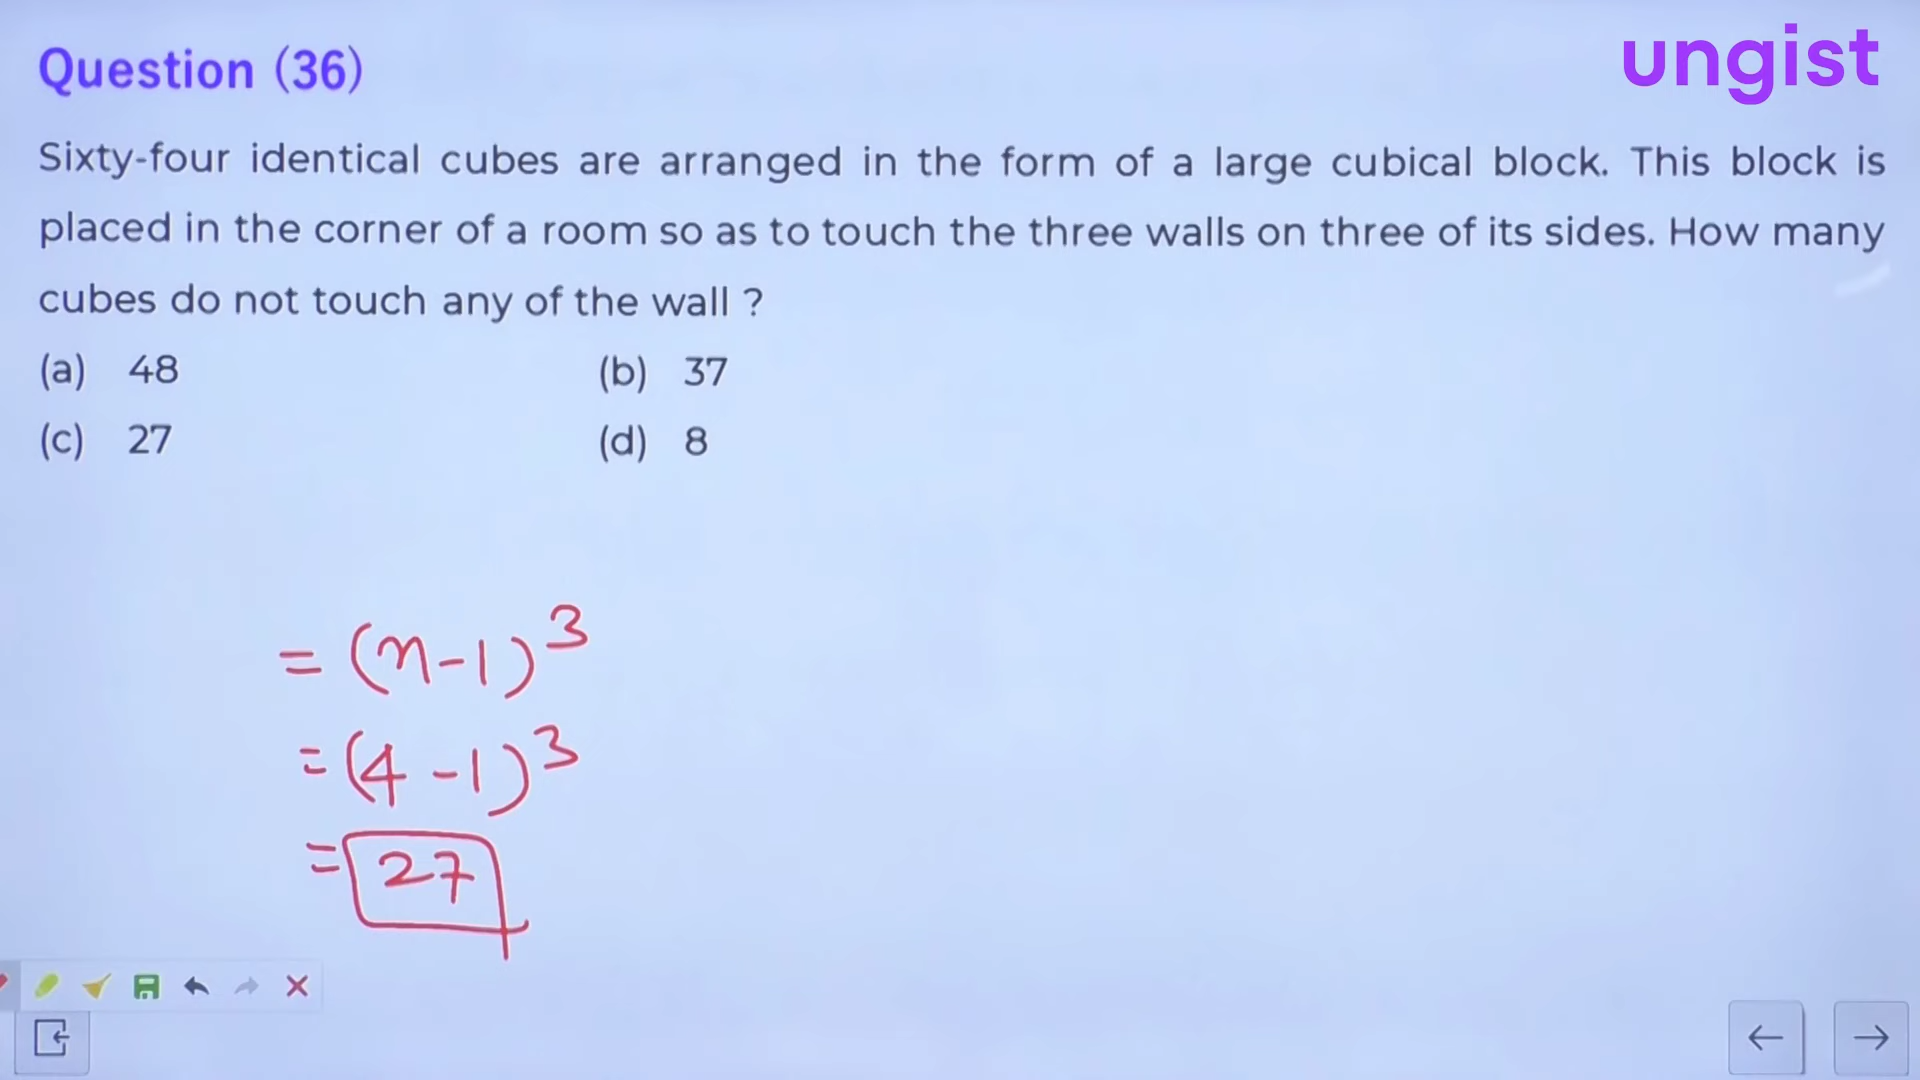 Question (36)
ungist
Sixty-four identical cubes are arranged in the form of a large cubical block. This block is
placed in the corner of a room so as to touch the three walls on three of its sides. How many
cubes do not touch any of the wall ?
(a) 48 (b) 37
(c) 27 (d) 8
= (n-1)³
= (4-1)³
= 27